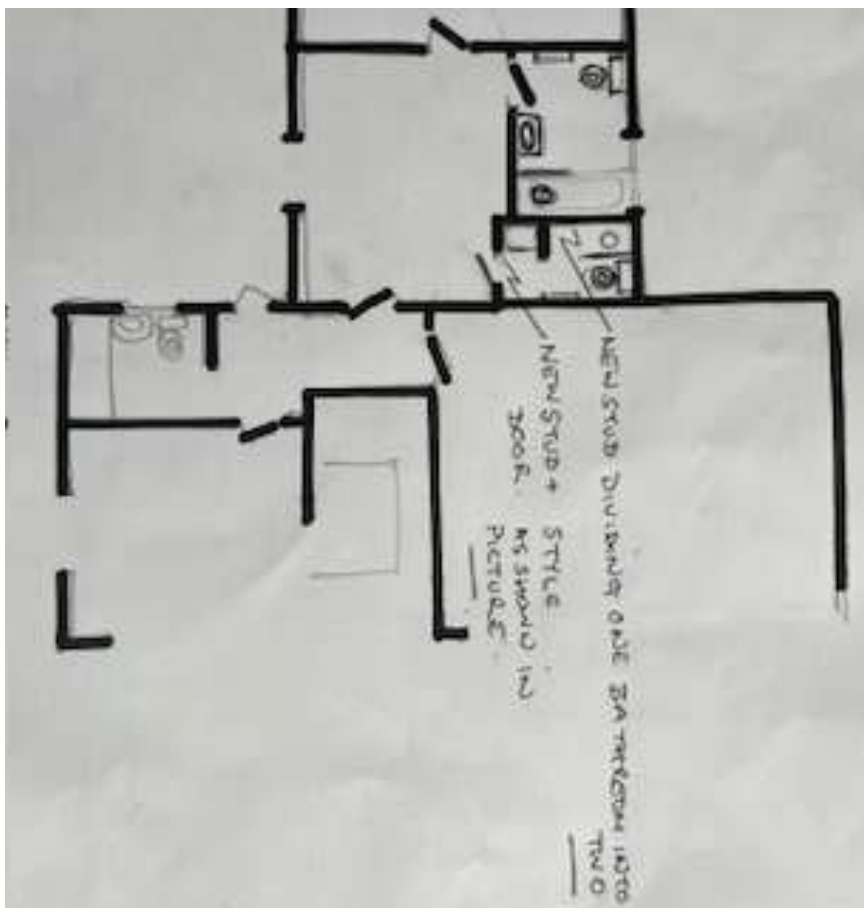 NEW STUD DIVIDING ONE BATHROOM INTO
TWO
NEW STUD +
DOOR. STYLE
AS SHOWN IN
PICTURE.